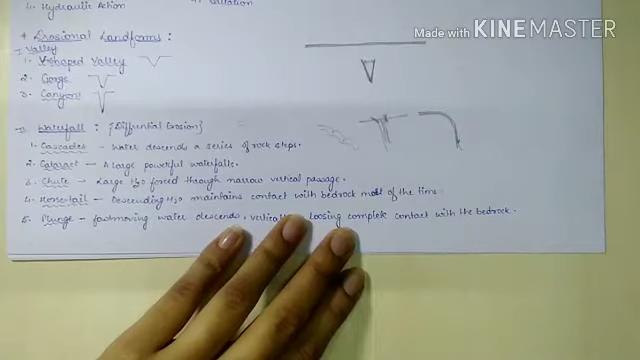 4. Hydraulic Action
Made with KINEMASTER
* Erosional Landforms :
Valley
1. V-shaped Valley
2. Gorge
3. Canyon
Waterfall : {Differential Erosion}
1. Cascades - Water descends a series of rock steps.
2. Cataract - A large powerful waterfalls.
3. Chute - Large H2O forced through narrow vertical passage.
4. Horsetail - Descending H2O maintains contact with bedrock most of the time
5. Plunge - fast moving water descends, vertically loosing complete contact with the bedrock.